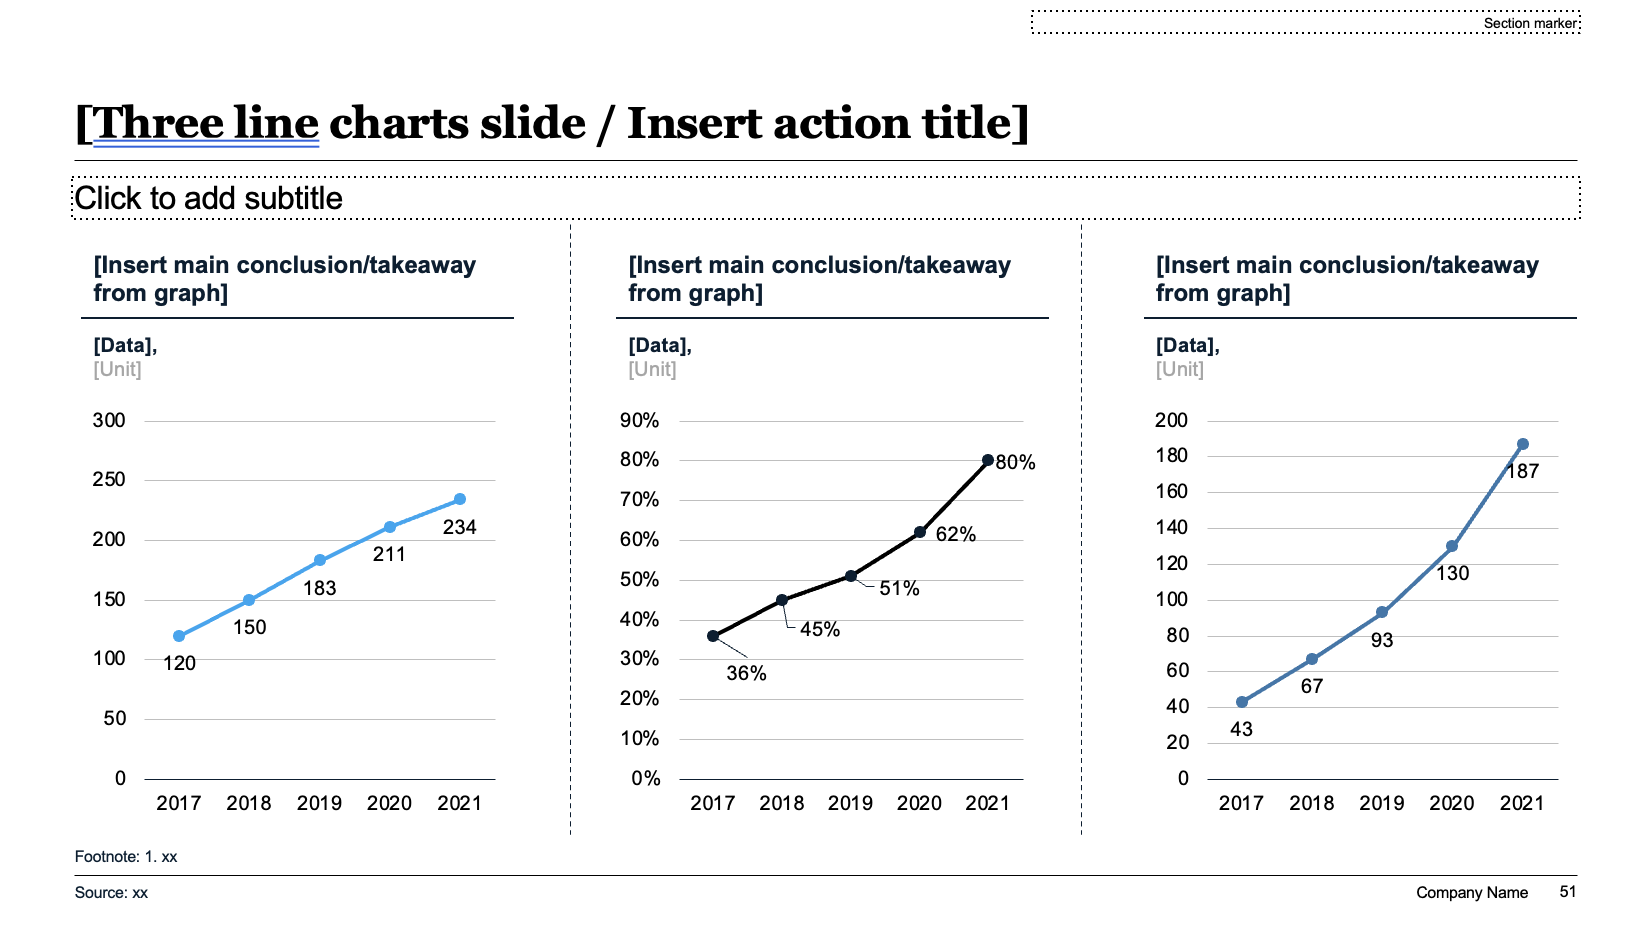 Section marker
[Three line charts slide / Insert action title]
Click to add subtitle
[Insert main conclusion/takeaway
from graph]
[Data],
[Unit]
300
250
200
150
100
50
0
120
150
183
211
234
2017 2018 2019 2020 2021
[Insert main conclusion/takeaway
from graph]
[Data],
[Unit]
90%
80%
70%
60%
50%
40%
30%
20%
10%
0%
36%
45%
51%
62%
80%
2017 2018 2019 2020 2021
[Insert main conclusion/takeaway
from graph]
[Data],
[Unit]
200
180
160
140
120
100
80
60
40
20
0
43
67
93
130
187
2017 2018 2019 2020 2021
Footnote: 1. xx
Source: xx
Company Name 51